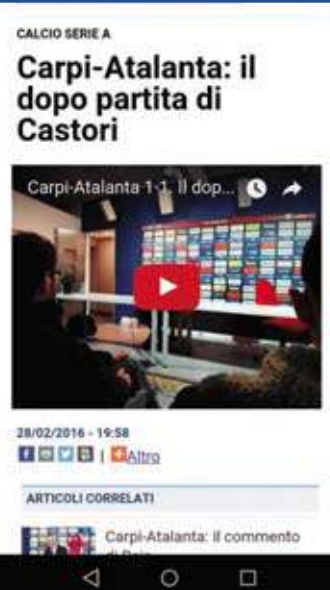 CALCIO SERIE A
Carpi-Atalanta: il
dopo partita di
Castori
Carpi-Atalanta 1-1. Il dop...
28/02/2016 - 19:58
| Altro
ARTICOLI CORRELATI
Carpi-Atalanta: il commento